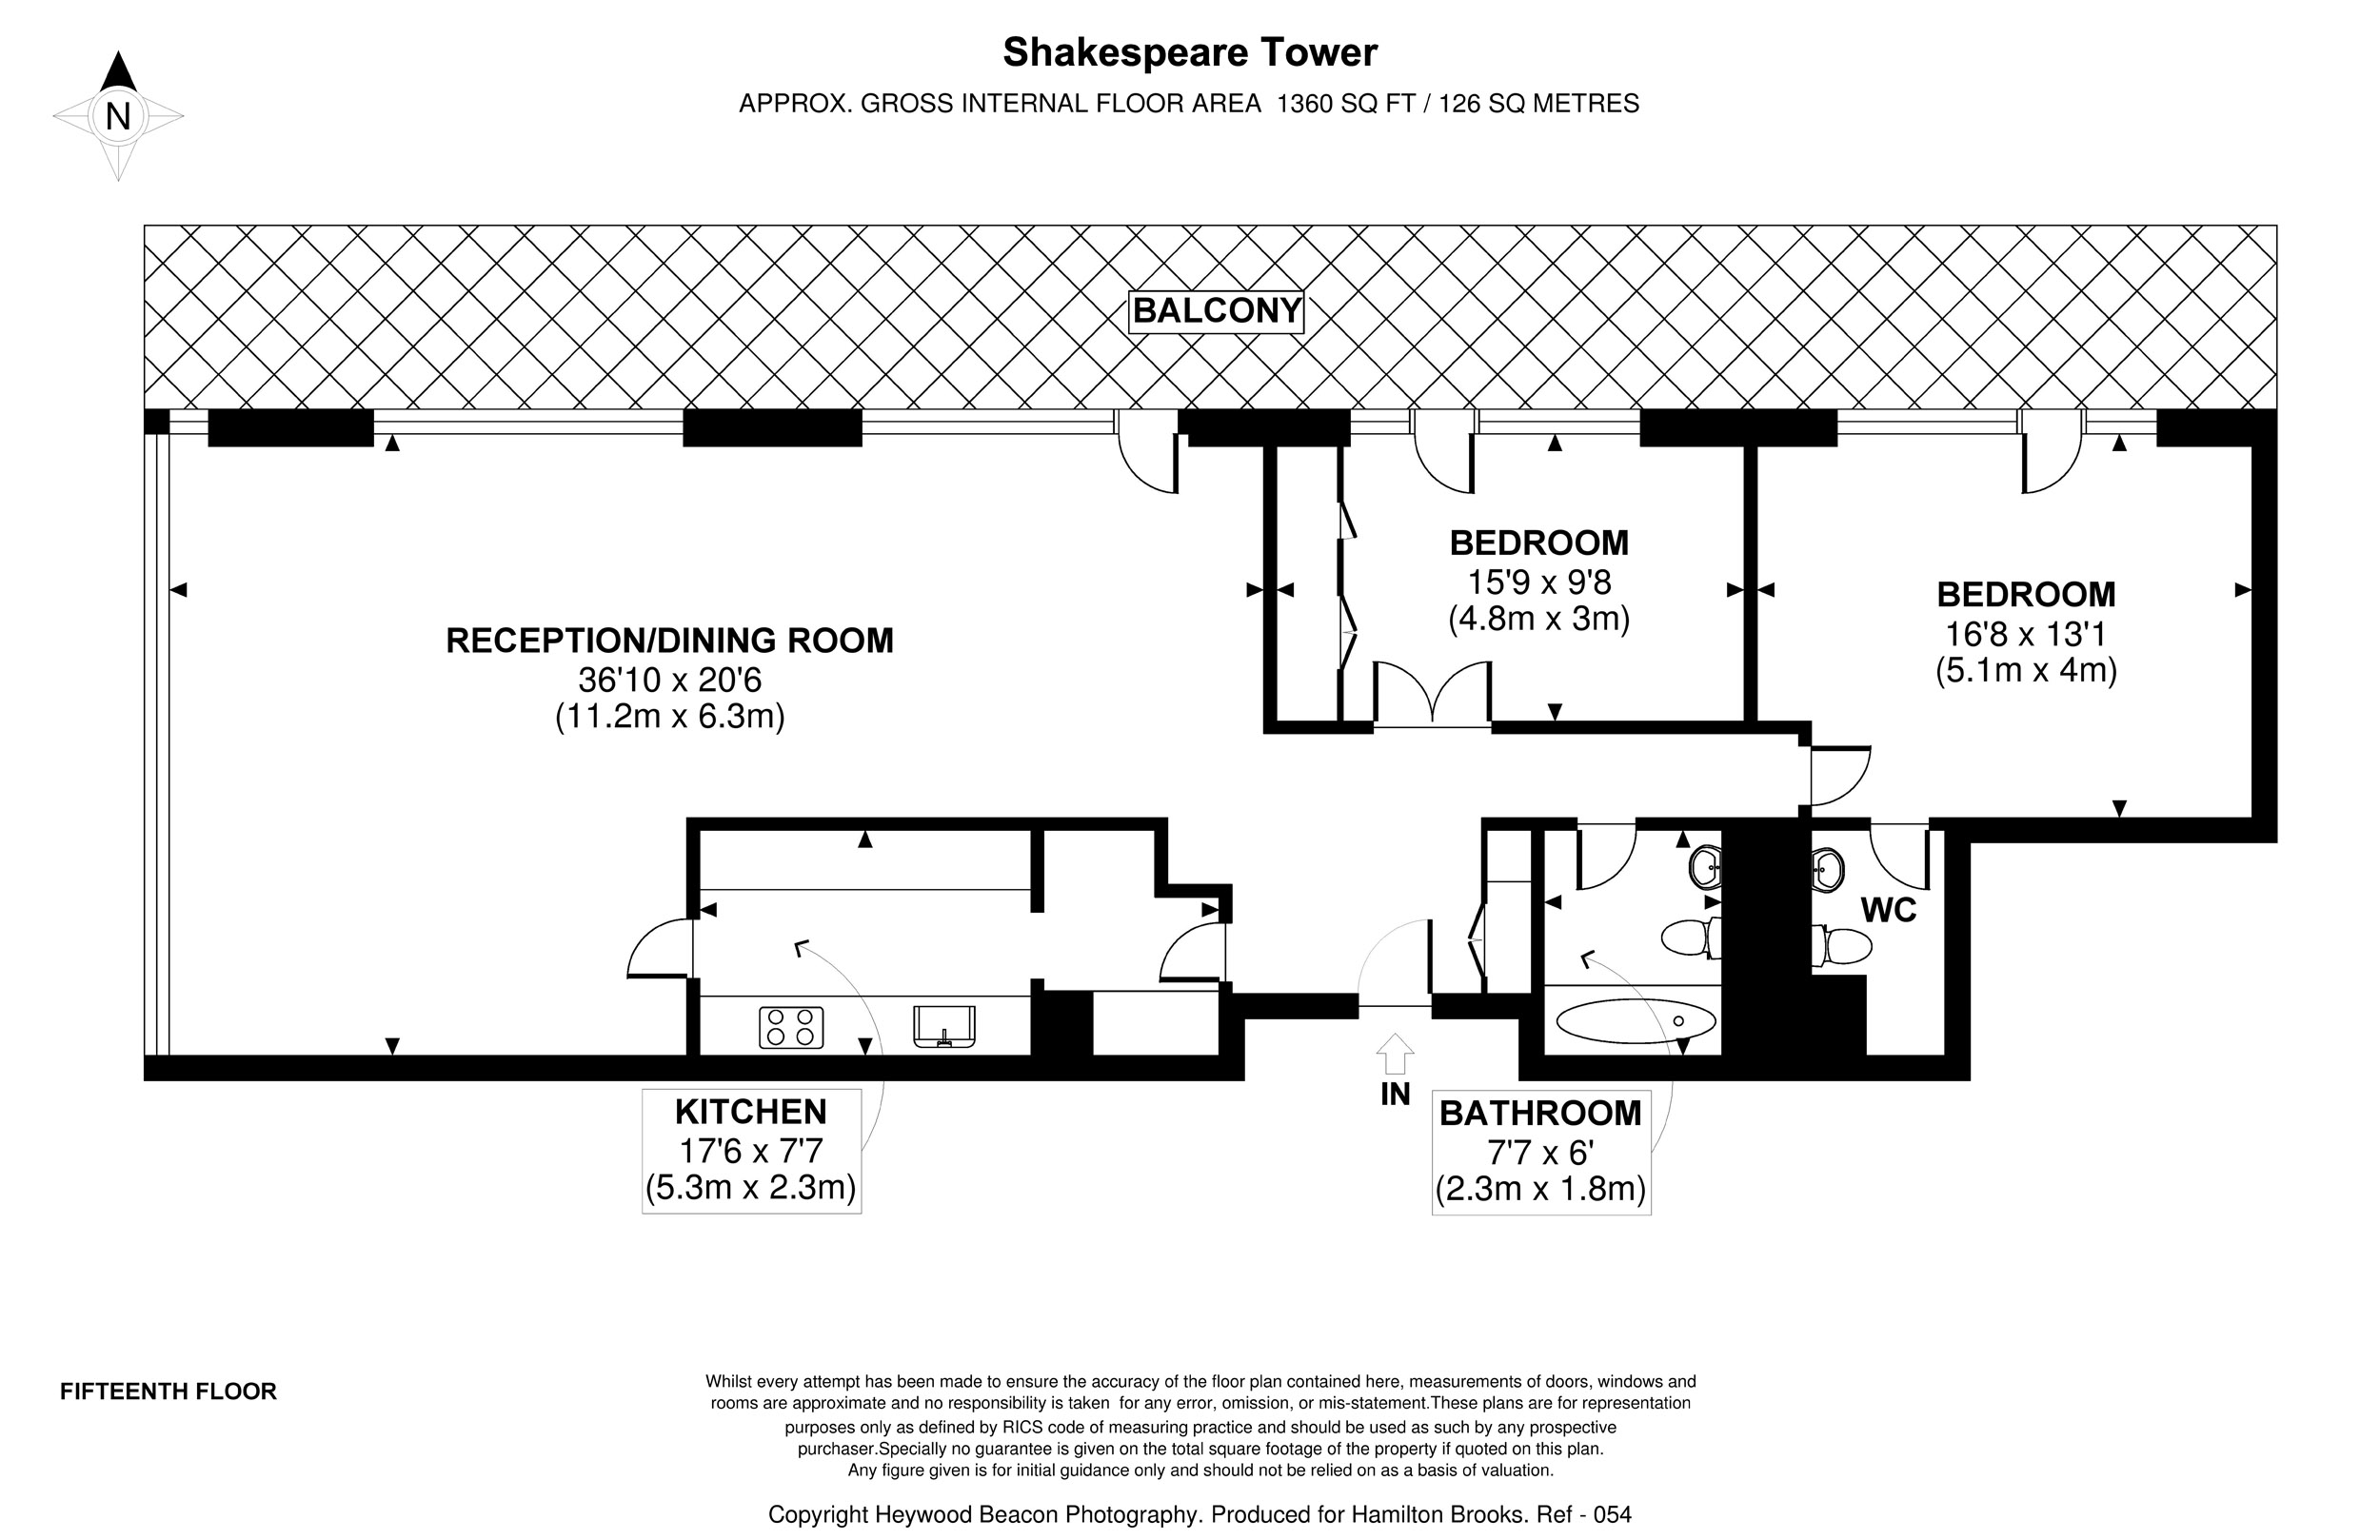 Shakespeare Tower
APPROX. GROSS INTERNAL FLOOR AREA 1360 SQ FT / 126 SQ METRES
N
BALCONY
BEDROOM
15'9 x 9'8
(4.8m x 3m)
BEDROOM
16'8 x 13'1
(5.1m x 4m)
RECEPTION/DINING ROOM
36'10 x 20'6
(11.2m x 6.3m)
WC
IN
KITCHEN
17'6 x 7'7
(5.3m x 2.3m)
BATHROOM
7'7 x 6'
(2.3m x 1.8m)
FIFTEENTH FLOOR
Whilst every attempt has been made to ensure the accuracy of the floor plan contained here, measurements of doors, windows and
rooms are approximate and no responsibility is taken for any error, omission, or mis-statement.These plans are for representation
purposes only as defined by RICS code of measuring practice and should be used as such by any prospective
purchaser.Specially no guarantee is given on the total square footage of the property if quoted on this plan.
Any figure given is for initial guidance only and should not be relied on as a basis of valuation.
Copyright Heywood Beacon Photography. Produced for Hamilton Brooks. Ref - 054